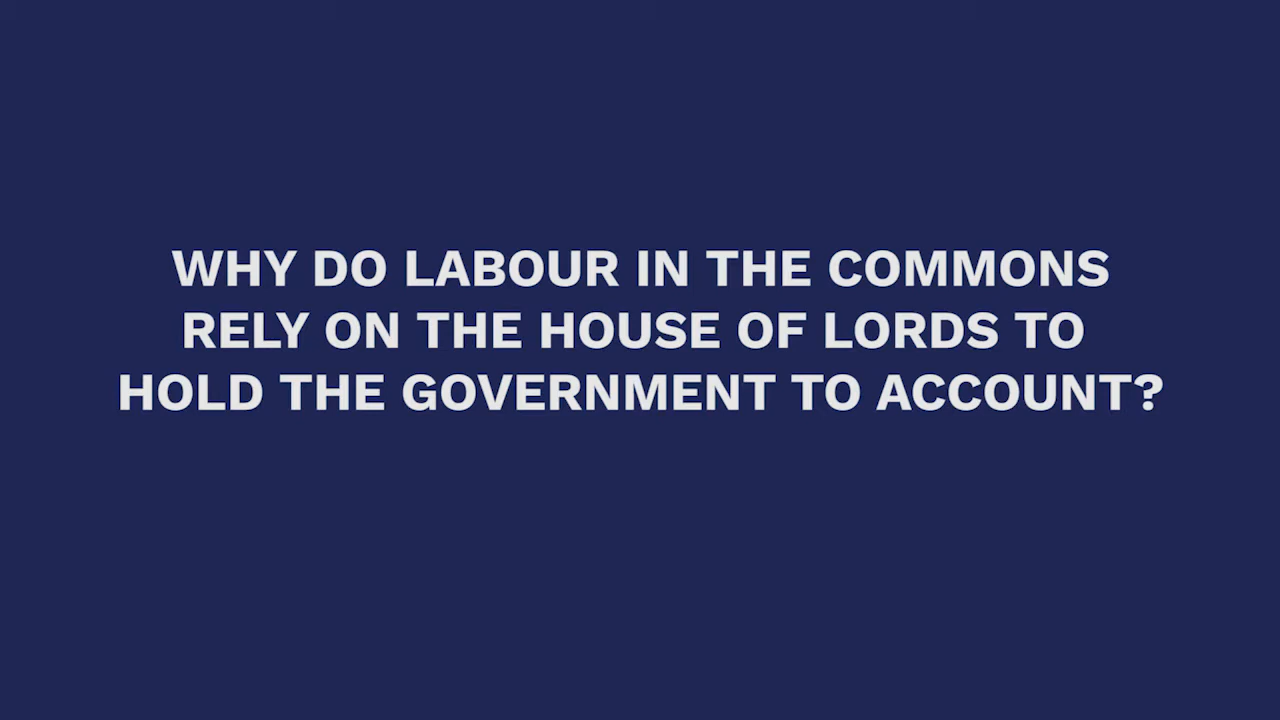 WHY DO LABOUR IN THE COMMONS
RELY ON THE HOUSE OF LORDS TO
HOLD THE GOVERNMENT TO ACCOUNT?